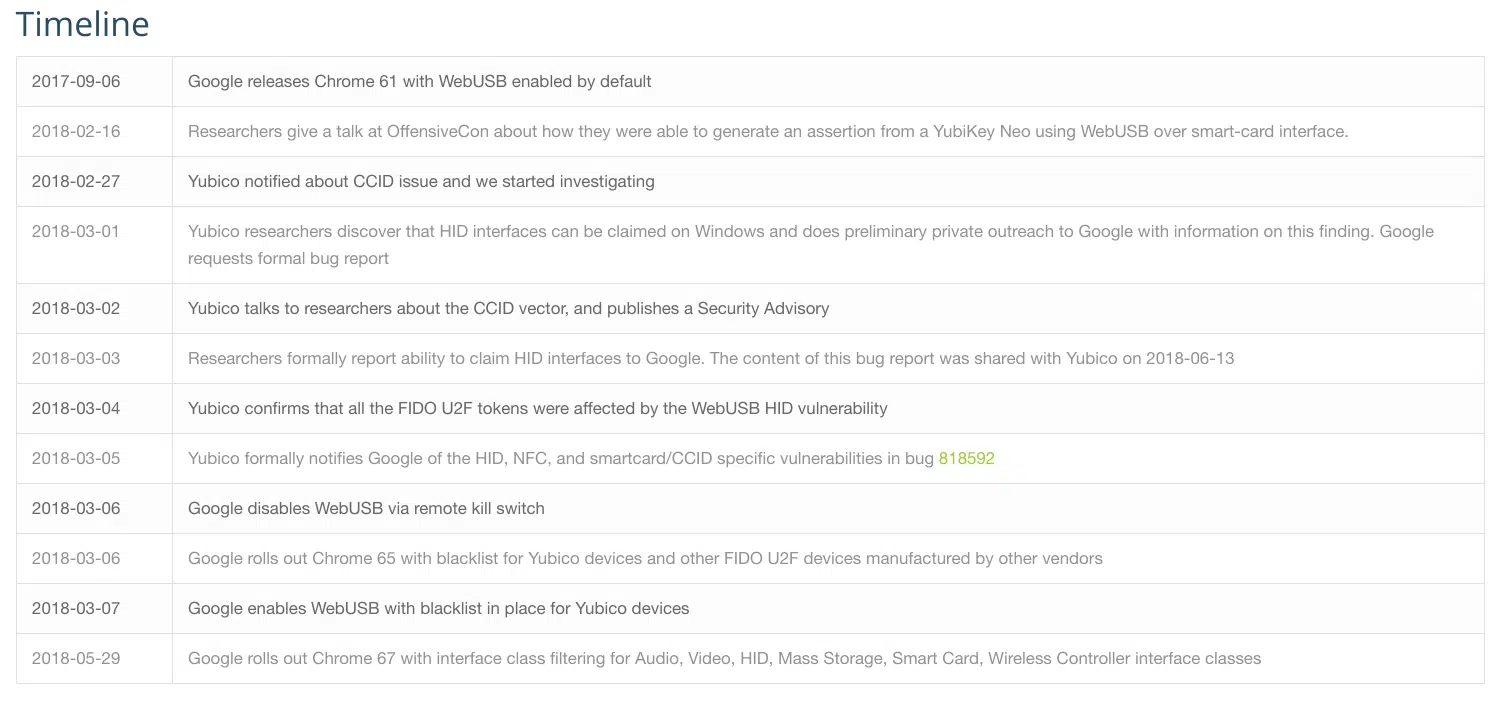 Timeline
2017-09-06 Google releases Chrome 61 with WebUSB enabled by default
2018-02-16 Researchers give a talk at OffensiveCon about how they were able to generate an assertion from a YubiKey Neo using WebUSB over smart-card interface.
2018-02-27 Yubico notified about CCID issue and we started investigating
2018-03-01 Yubico researchers discover that HID interfaces can be claimed on Windows and does preliminary private outreach to Google with information on this finding. Google
requests formal bug report
2018-03-02 Yubico talks to researchers about the CCID vector, and publishes a Security Advisory
2018-03-03 Researchers formally report ability to claim HID interfaces to Google. The content of this bug report was shared with Yubico on 2018-06-13
2018-03-04 Yubico confirms that all the FIDO U2F tokens were affected by the WebUSB HID vulnerability
2018-03-05 Yubico formally notifies Google of the HID, NFC, and smartcard/CCID specific vulnerabilities in bug 818592
2018-03-06 Google disables WebUSB via remote kill switch
2018-03-06 Google rolls out Chrome 65 with blacklist for Yubico devices and other FIDO U2F devices manufactured by other vendors
2018-03-07 Google enables WebUSB with blacklist in place for Yubico devices
2018-05-29 Google rolls out Chrome 67 with interface class filtering for Audio, Video, HID, Mass Storage, Smart Card, Wireless Controller interface classes